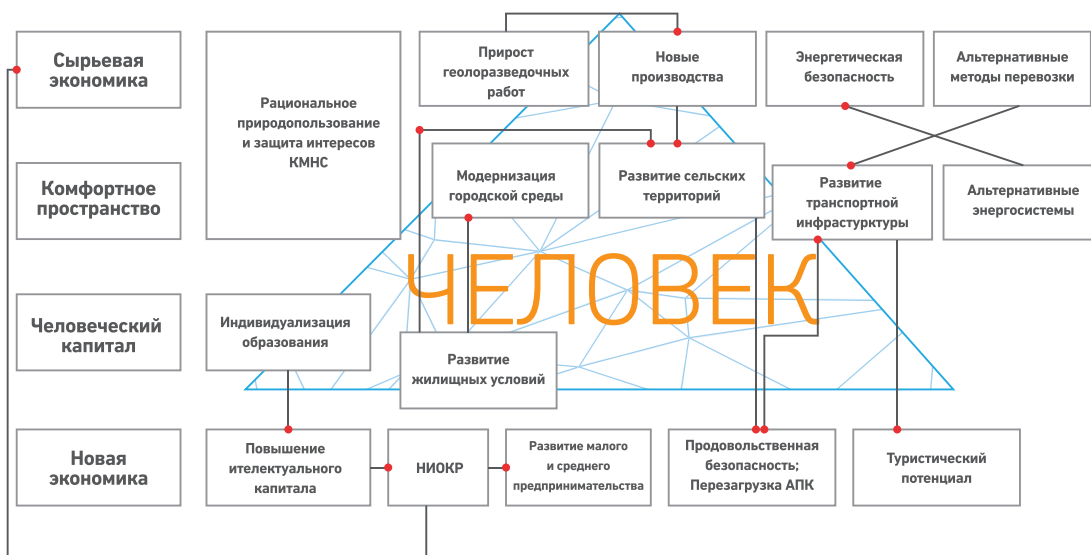 Сырьевая
экономика
Рациональное
природопользование
и защита интересов
КМНС
Прирост
геолоразведочных
работ
Новые
производства
Энергетическая
безопасность
Альтернативные
методы перевозки
Комфортное
пространство
Модернизация
городской среды
Развитие сельских
территорий
Развитие
транспортной
инфрастурктуры
Альтернативные
энергосистемы
ЧЕЛОВЕК
Человеческий
капитал
Индивидуализация
образования
Развитие
жилищных условий
Новая
экономика
Повышение
ителектуального
капитала
НИОКР
Развитие малого
и среднего
предпринимательства
Продовольственная
безопасность;
Перезагрузка АПК
Туристический
потенциал